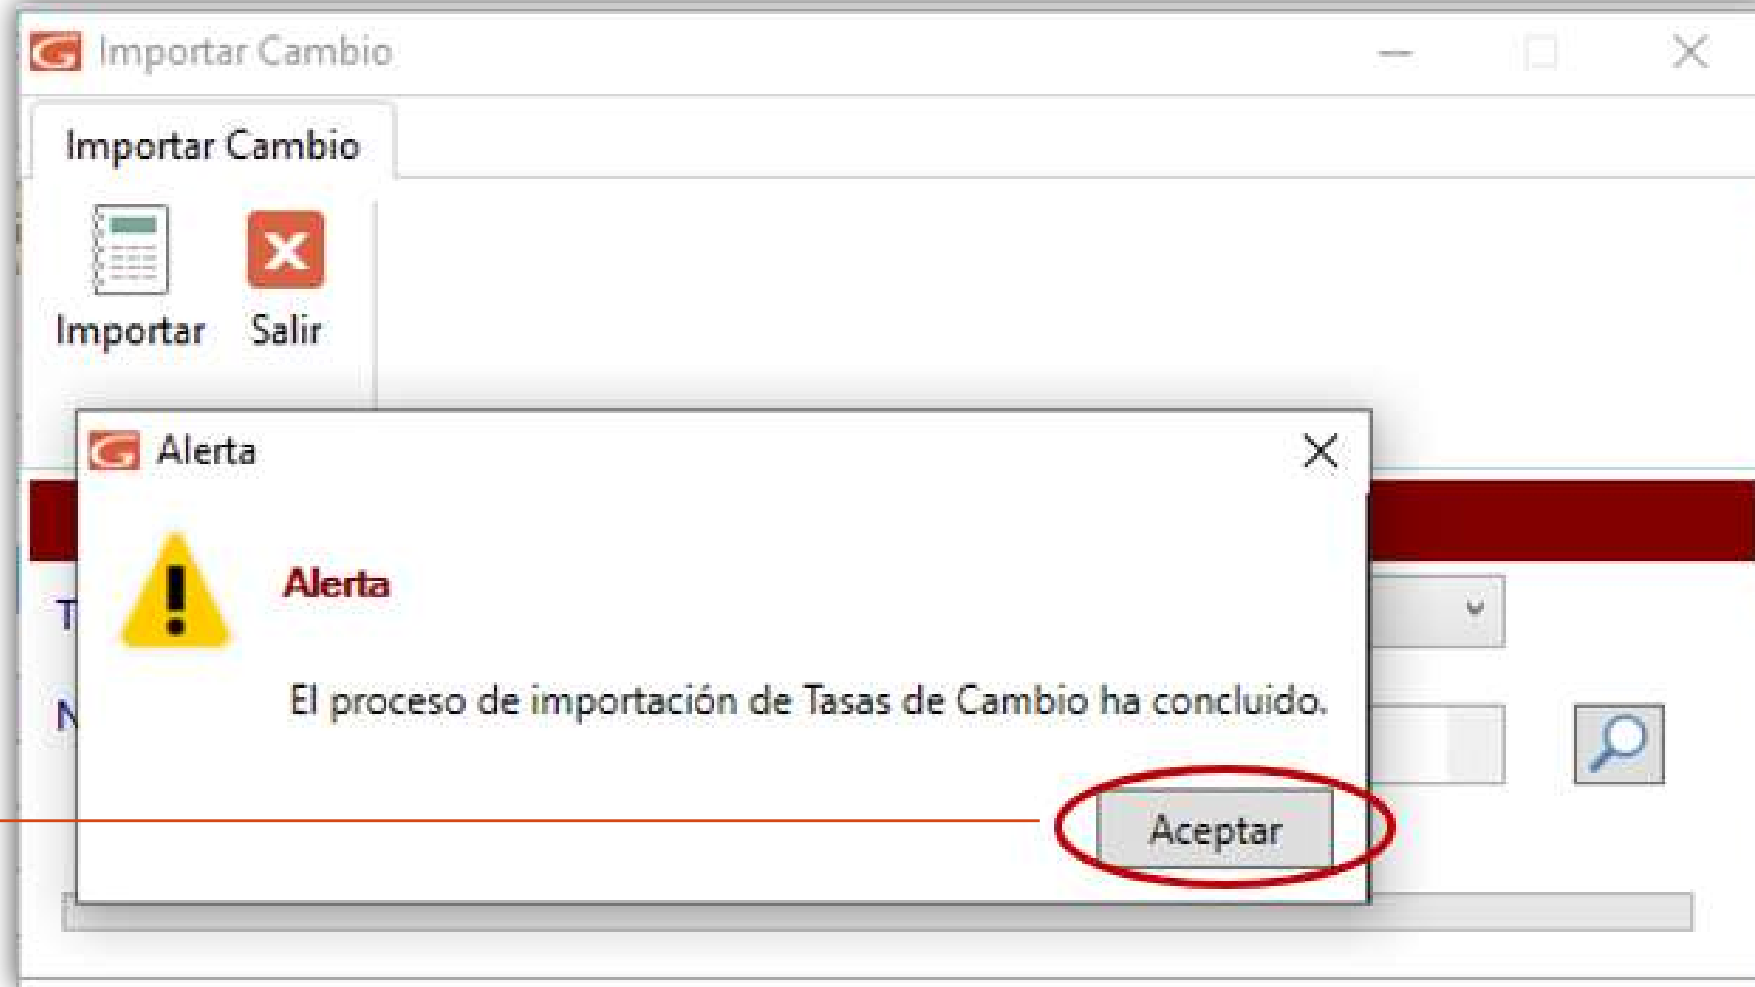 Importar Cambio
Importar Cambio
Importar Salir
Alerta
Alerta
El proceso de importación de Tasas de Cambio ha concluido.
Aceptar